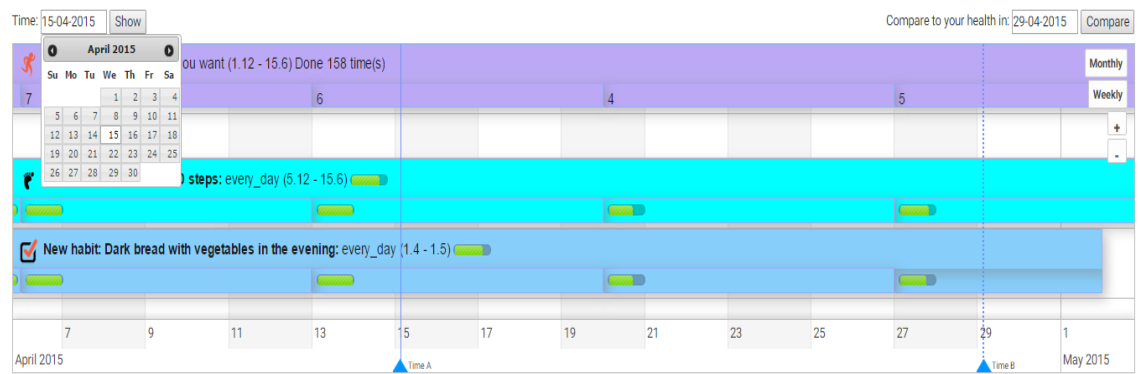 Time: 15-04-2015 Show Compare to your health in: 29-04-2015 Compare
April 2015
Su Mo Tu We Th Fr Sa
1 2 3 4
5 6 7 8 9 10 11
12 13 14 15 16 17 18
19 20 21 22 23 24 25
26 27 28 29 30
ou want (1.12 - 15.6) Done 158 time(s)
Monthly
Weekly
+
-
7 6 4 5
steps: every_day (5.12 - 15.6)
New habit: Dark bread with vegetables in the evening: every_day (1.4 - 1.5)
7 9 11 13 15 17 19 21 23 25 27 29 1
April 2015 Time A Time B May 2015